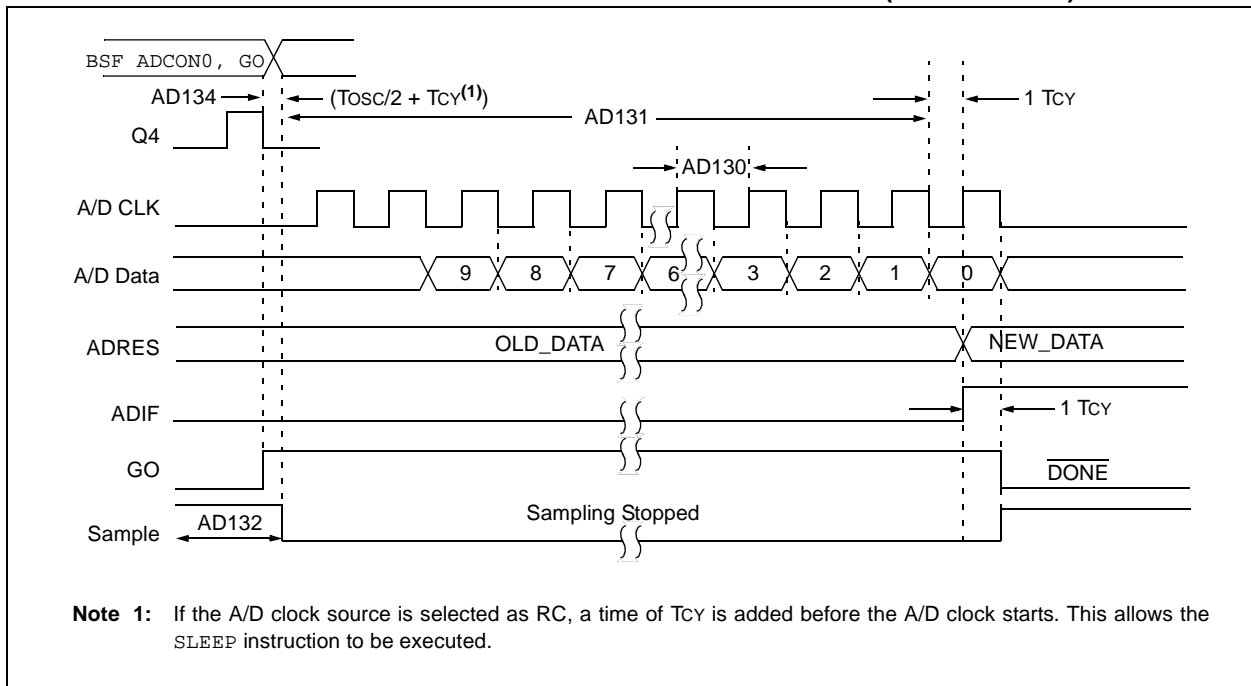 BSF ADCON0, GO
AD134 (TOSC/2 + TCY(1)) 1 TCY
AD131
Q4
AD130
A/D CLK
A/D Data 9 8 7 6 3 2 1 0
ADRES OLD_DATA NEW_DATA
ADIF 1 TCY
GO DONE
Sample AD132 Sampling Stopped
Note 1: If the A/D clock source is selected as RC, a time of TCY is added before the A/D clock starts. This allows the
SLEEP instruction to be executed.